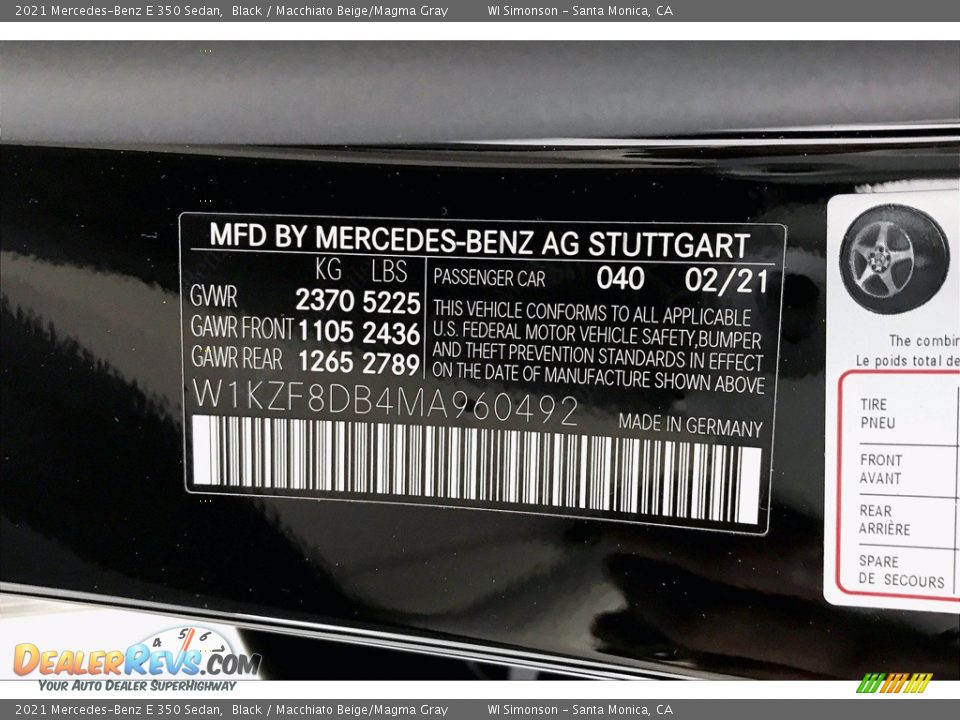 2021 Mercedes-Benz E 350 Sedan,  Black / Macchiato Beige/Magma Gray        WI Simonson - Santa Monica, CA
MFD BY MERCEDES-BENZ AG STUTTGART
KG LBS
GVWR 2370 5225
GAWR FRONT 1105 2436
GAWR REAR 1265 2789
PASSENGER CAR 040 02/21
THIS VEHICLE CONFORMS TO ALL APPLICABLE
U.S. FEDERAL MOTOR VEHICLE SAFETY,BUMPER
AND THEFT PREVENTION STANDARDS IN EFFECT
ON THE DATE OF MANUFACTURE SHOWN ABOVE
W1KZF8DB4MA960492
MADE IN GERMANY
The combin
Le poids total de
TIRE
PNEU
FRONT
AVANT
REAR
ARRIÈRE
SPARE
DE SECOURS
4 5 6
DealerRevs.com
Your Auto Dealer SuperHighway
2021 Mercedes-Benz E 350 Sedan,  Black / Macchiato Beige/Magma Gray        WI Simonson - Santa Monica, CA